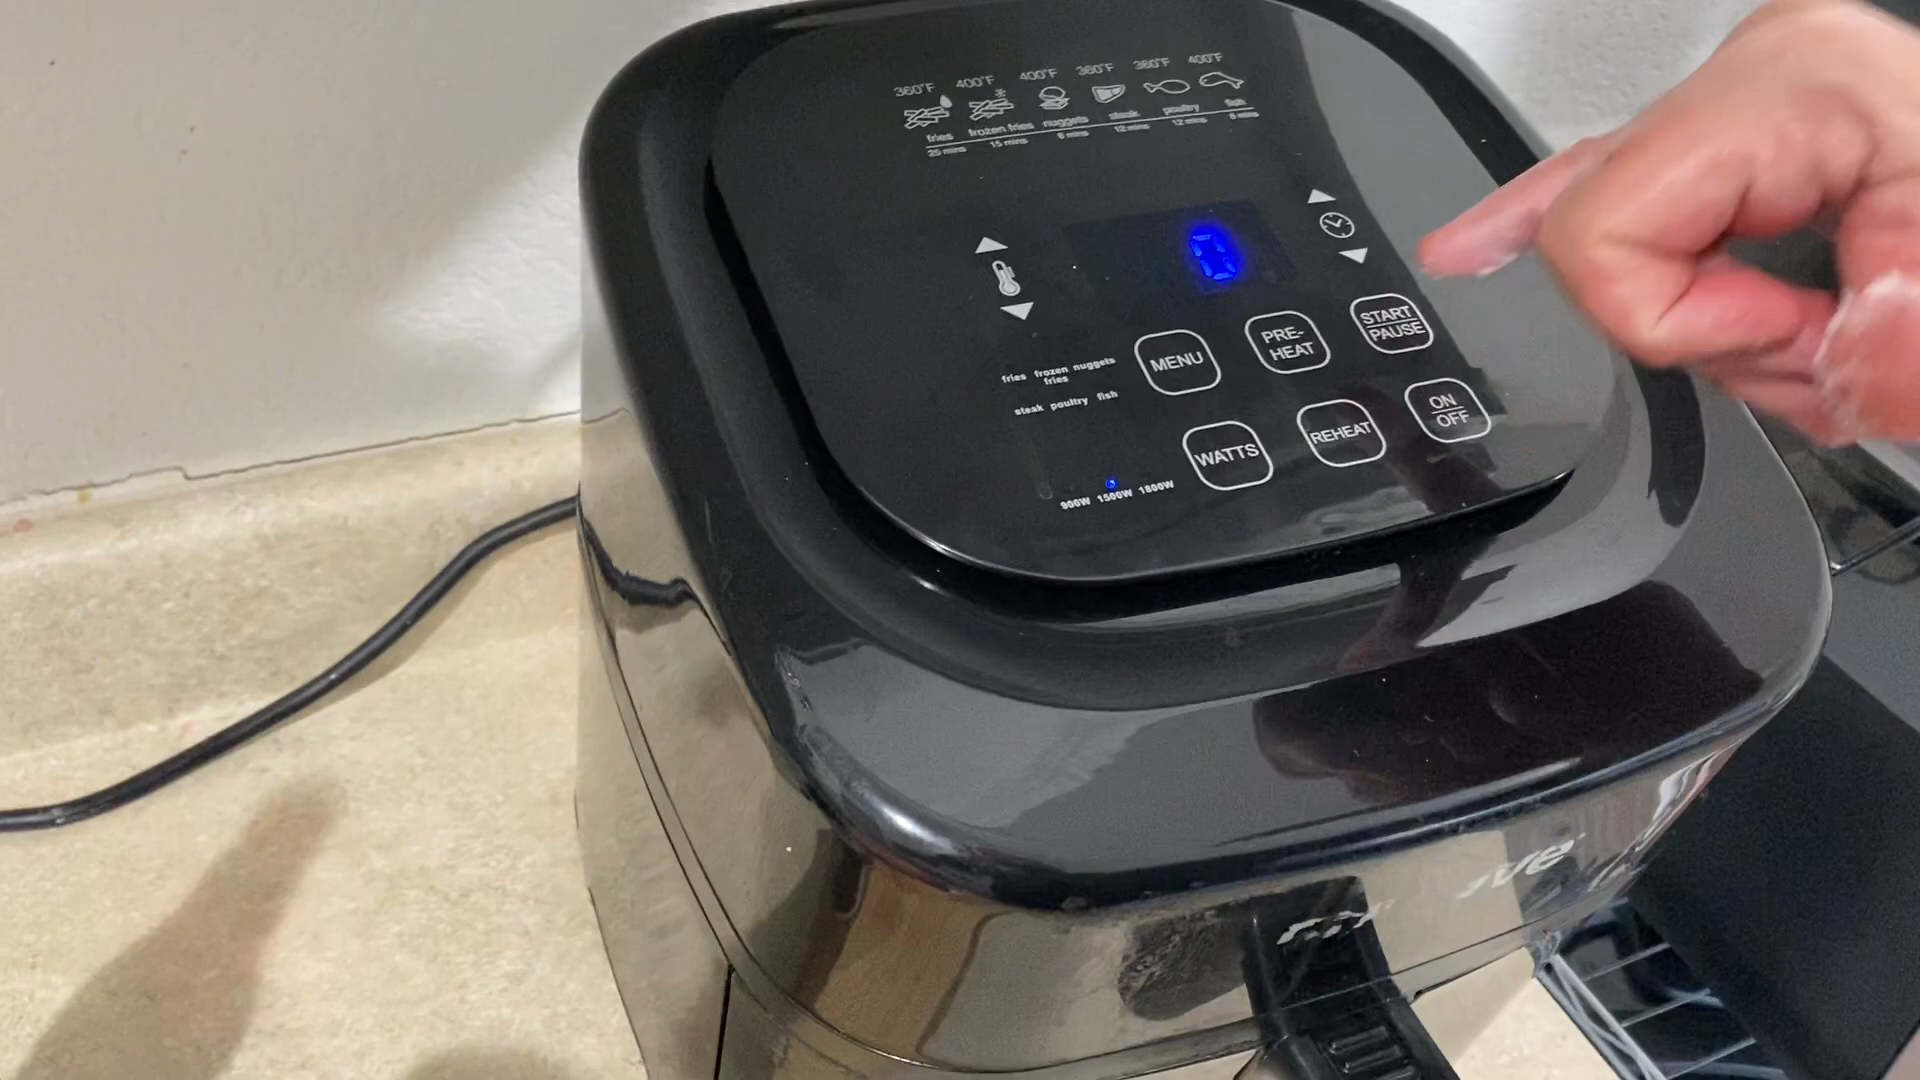 360°F 400°F 400°F 360°F 360°F 400°F
fries frozen fries nuggets steak poultry fish
25 mins 15 mins 6 mins 12 mins 12 mins 8 mins
0
START
PAUSE
PRE-
HEAT
MENU
fries frozen nuggets
fries
steak poultry fish
ON
OFF
REHEAT
WATTS
900W 1500W 1800W